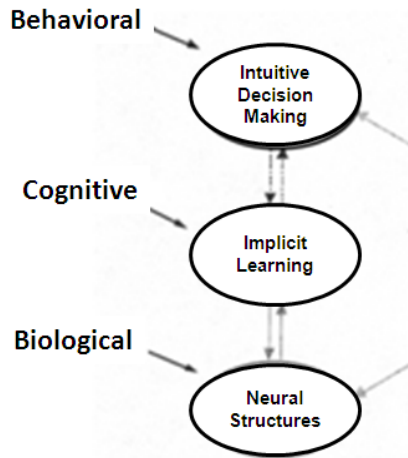 Behavioral
Intuitive
Decision
Making
Cognitive
Implicit
Learning
Biological
Neural
Structures